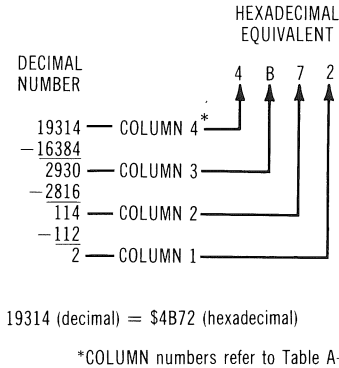 HEXADECIMAL
EQUIVALENT
DECIMAL
NUMBER
4 B 7 2
19314 — COLUMN 4*
−16384
2930 — COLUMN 3
−2816
114 — COLUMN 2
−112
2 — COLUMN 1
19314 (decimal) = $4B72 (hexadecimal)
*COLUMN numbers refer to Table A-